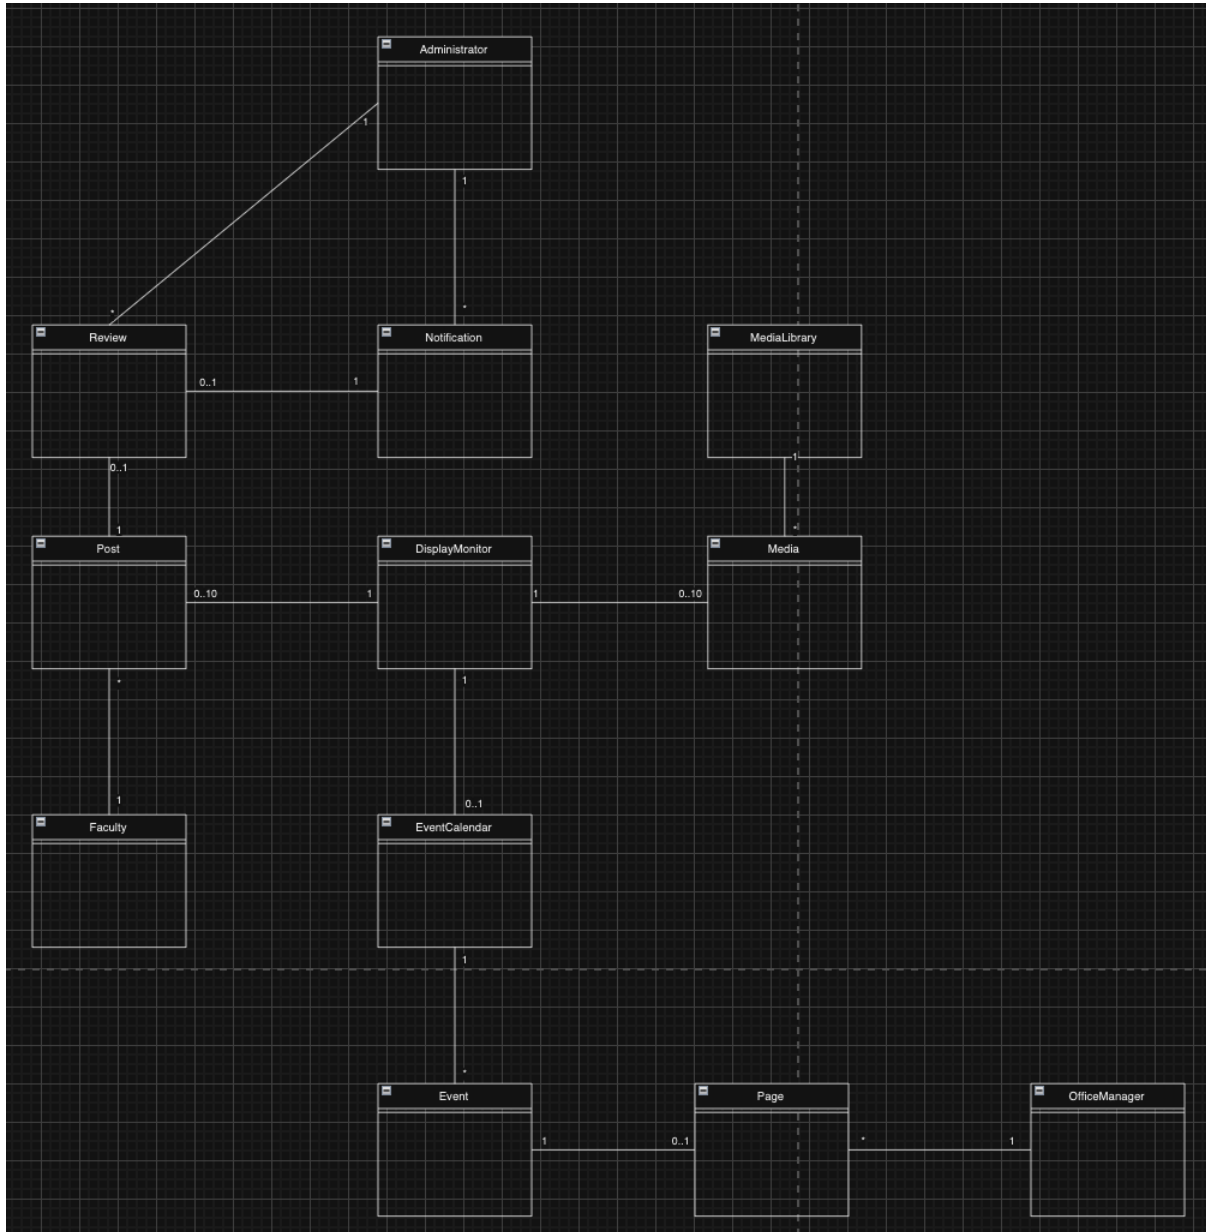 Administrator
1
1
*
*
Review
Notification
MediaLibrary
0..1
1
1
0..1
*
1
Post
DisplayMonitor
Media
0..10
1
1
0..10
*
1
1
0..1
Faculty
EventCalendar
1
*
Event
Page
OfficeManager
1
0..1
*
1